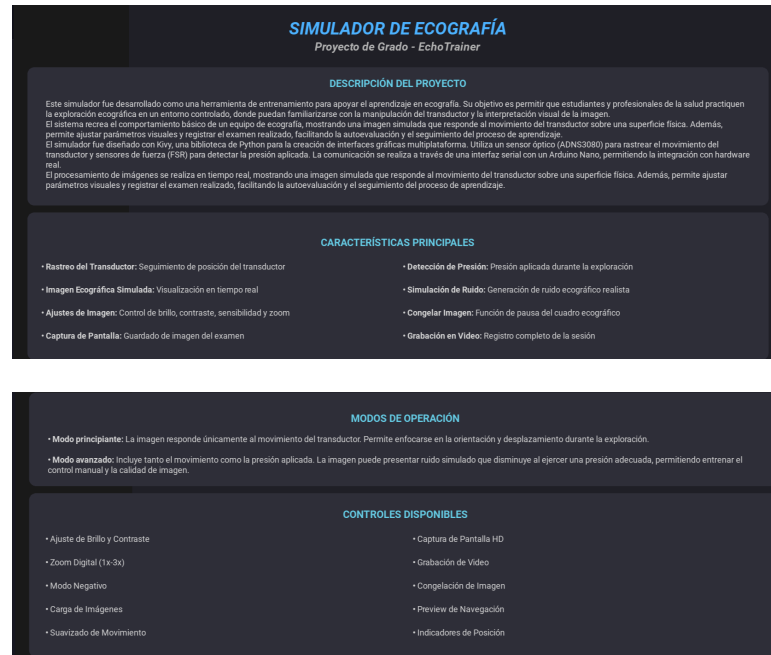 SIMULADOR DE ECOGRAFÍA
Proyecto de Grado - EchoTrainer
DESCRIPCIÓN DEL PROYECTO
Este simulador fue desarrollado como una herramienta de entrenamiento para apoyar el aprendizaje en ecografía. Su objetivo es permitir que estudiantes y profesionales de la salud practiquen
la exploración ecográfica en un entorno controlado, donde puedan familiarizarse con la manipulación del transductor y la interpretación visual de la imagen.
El sistema recrea el comportamiento básico de un equipo de ecografía, mostrando una imagen simulada que responde al movimiento del transductor sobre una superficie física. Además,
permite ajustar parámetros visuales y registrar el examen realizado, facilitando la autoevaluación y el seguimiento del proceso de aprendizaje.
El simulador fue diseñado con Kivy, una biblioteca de Python para la creación de interfaces gráficas multiplataforma. Utiliza un sensor óptico (ADNS3080) para rastrear el movimiento del
transductor y sensores de fuerza (FSR) para detectar la presión aplicada. La comunicación se realiza a través de una interfaz serial con un Arduino Nano, permitiendo la integración con hardware
real.
El procesamiento de imágenes se realiza en tiempo real, mostrando una imagen simulada que responde al movimiento del transductor sobre una superficie física. Además, permite ajustar
parámetros visuales y registrar el examen realizado, facilitando la autoevaluación y el seguimiento del proceso de aprendizaje.
CARACTERÍSTICAS PRINCIPALES
• Rastreo del Transductor: Seguimiento de posición del transductor
• Detección de Presión: Presión aplicada durante la exploración
• Imagen Ecográfica Simulada: Visualización en tiempo real
• Simulación de Ruido: Generación de ruido ecográfico realista
• Ajustes de Imagen: Control de brillo, contraste, sensibilidad y zoom
• Congelar Imagen: Función de pausa del cuadro ecográfico
• Captura de Pantalla: Guardado de imagen del examen
• Grabación en Video: Registro completo de la sesión
MODOS DE OPERACIÓN
• Modo principiante: La imagen responde únicamente al movimiento del transductor. Permite enfocarse en la orientación y desplazamiento durante la exploración.
• Modo avanzado: Incluye tanto el movimiento como la presión aplicada. La imagen puede presentar ruido simulado que disminuye al ejercer una presión adecuada, permitiendo entrenar el
control manual y la calidad de imagen.
CONTROLES DISPONIBLES
• Ajuste de Brillo y Contraste
• Captura de Pantalla HD
• Zoom Digital (1x-3x)
• Grabación de Video
• Modo Negativo
• Congelación de Imagen
• Carga de Imágenes
• Preview de Navegación
• Suavizado de Movimiento
• Indicadores de Posición